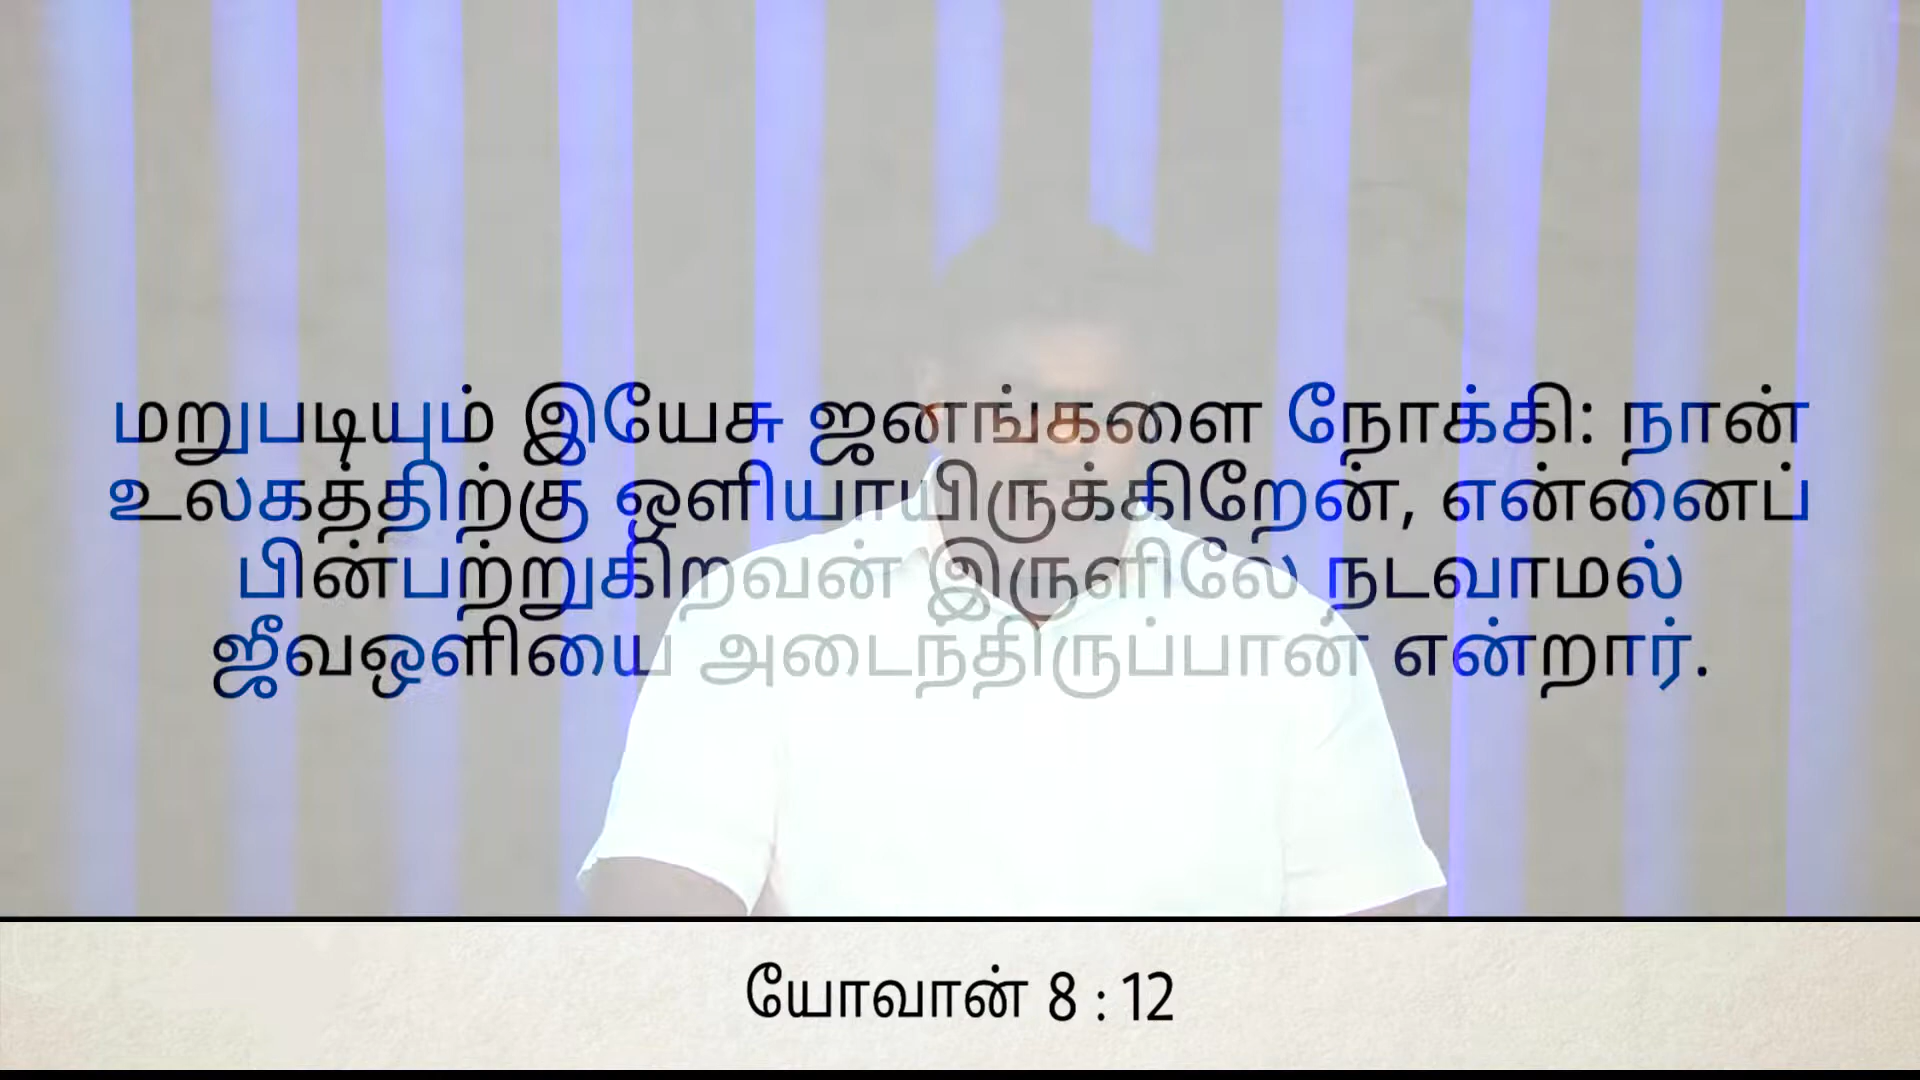 மறுபடியும் இயேசு ஜனங்களை நோக்கி: நான்
உலகத்திற்கு ஒளியாயிருக்கிறேன், என்னைப்
பின்பற்றுகிறவன் இருளிலே நடவாமல்
ஜீவஒளியை அடைந்திருப்பான் என்றார்.
யோவான் 8 : 12